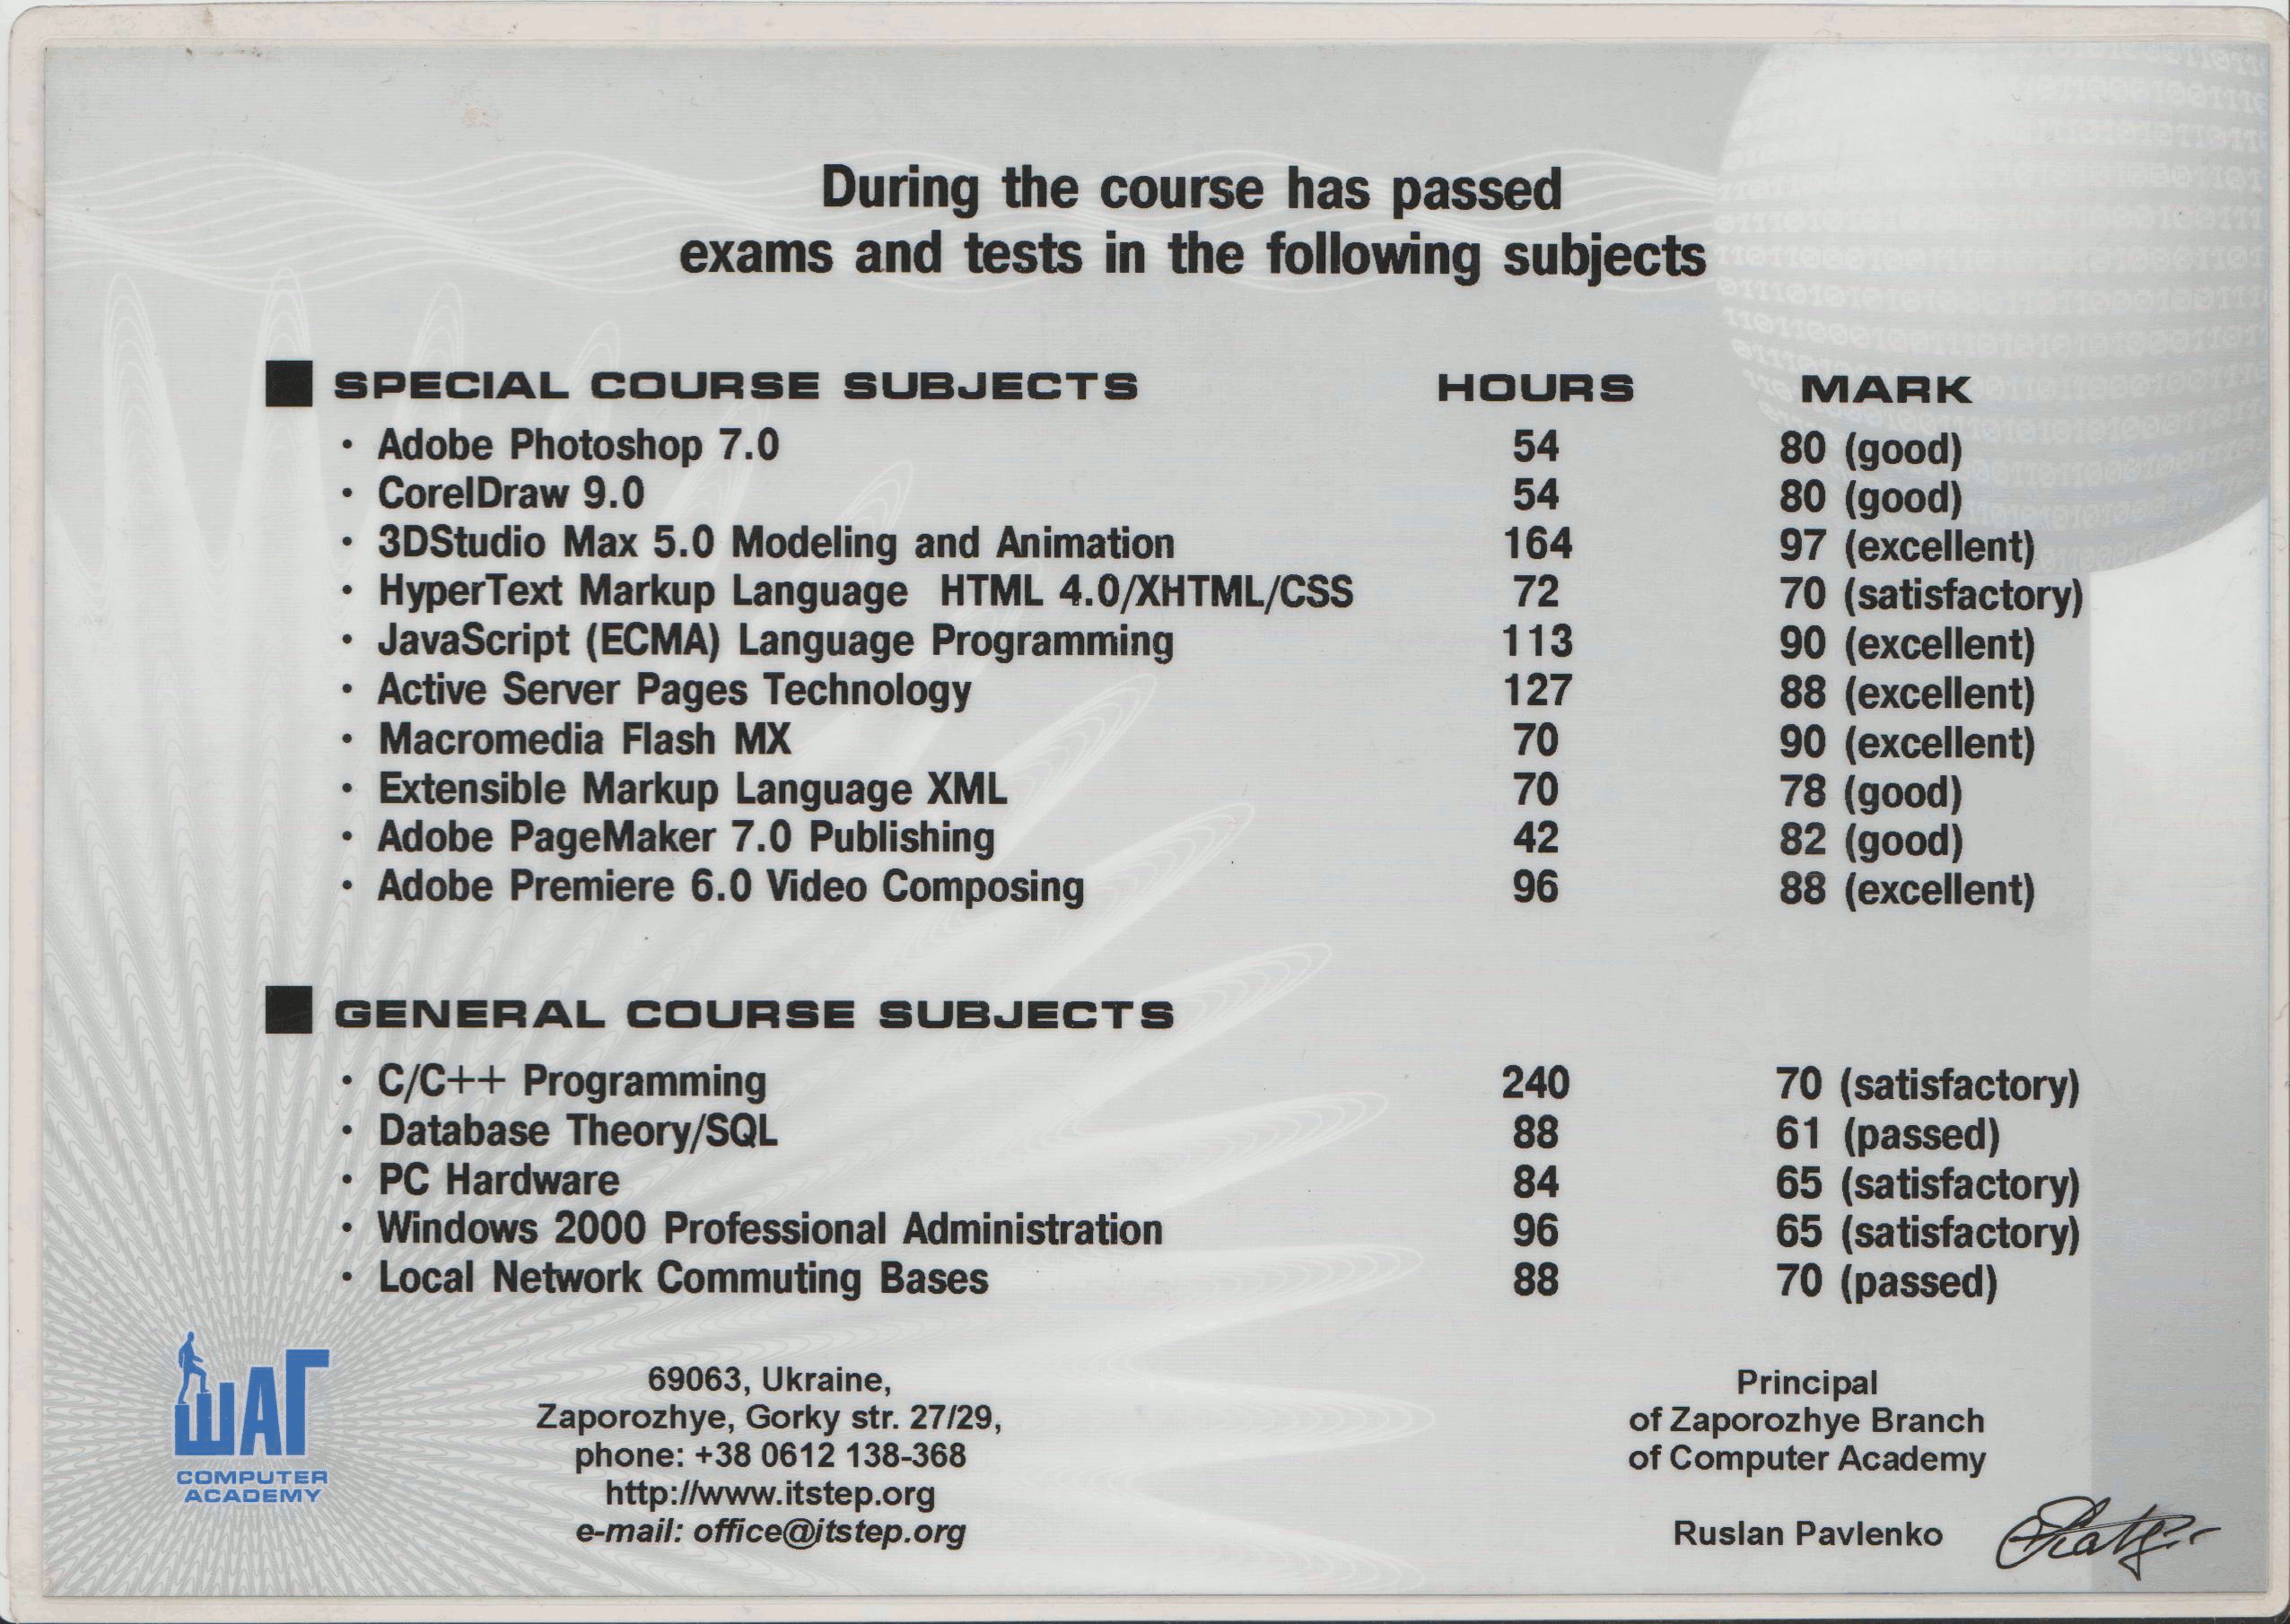 During the course has passed
exams and tests in the following subjects
SPECIAL COURSE SUBJECTS HOURS MARK
· Adobe Photoshop 7.0 54 80 (good)
· CorelDraw 9.0 54 80 (good)
· 3DStudio Max 5.0 Modeling and Animation 164 97 (excellent)
· HyperText Markup Language HTML 4.0/XHTML/CSS 72 70 (satisfactory)
· JavaScript (ECMA) Language Programming 113 90 (excellent)
· Active Server Pages Technology 127 88 (excellent)
· Macromedia Flash MX 70 90 (excellent)
· Extensible Markup Language XML 70 78 (good)
· Adobe PageMaker 7.0 Publishing 42 82 (good)
· Adobe Premiere 6.0 Video Composing 96 88 (excellent)
GENERAL COURSE SUBJECTS
· C/C++ Programming 240 70 (satisfactory)
· Database Theory/SQL 88 61 (passed)
· PC Hardware 84 65 (satisfactory)
· Windows 2000 Professional Administration 96 65 (satisfactory)
· Local Network Commuting Bases 88 70 (passed)
ШАГ
COMPUTER
ACADEMY
69063, Ukraine,
Zaporozhye, Gorky str. 27/29,
phone: +38 0612 138-368
http://www.itstep.org
e-mail: office@itstep.org
Principal
of Zaporozhye Branch
of Computer Academy
Ruslan Pavlenko